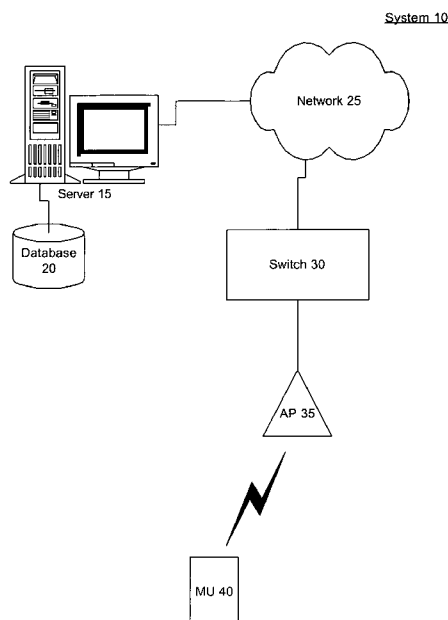 System 10
Network 25
Server 15
Database
20
Switch 30
AP 35
MU 40